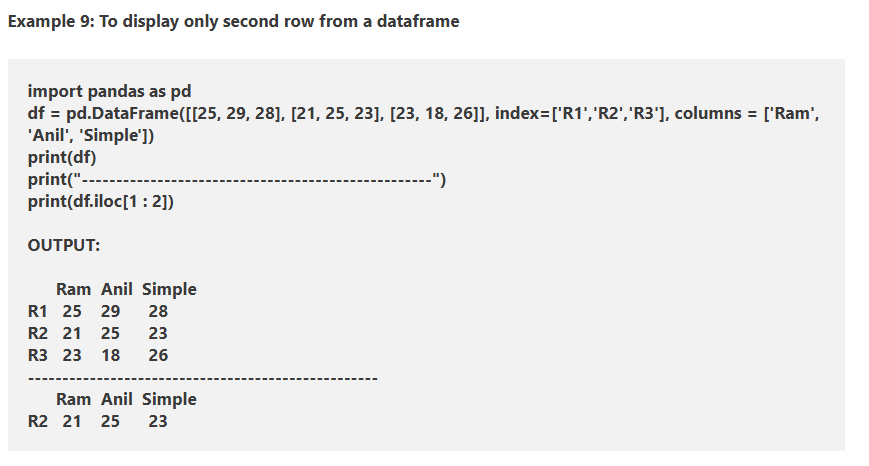 Example 9: To display only second row from a dataframe
import pandas as pd
df = pd.DataFrame([[25, 29, 28], [21, 25, 23], [23, 18, 26]], index=['R1','R2','R3'], columns = ['Ram',
'Anil', 'Simple'])
print(df)
print("---------------------------------------------------")
print(df.iloc[1 : 2])
OUTPUT:
Ram Anil Simple
R1 25 29 28
R2 21 25 23
R3 23 18 26
---------------------------------------------------
Ram Anil Simple
R2 21 25 23